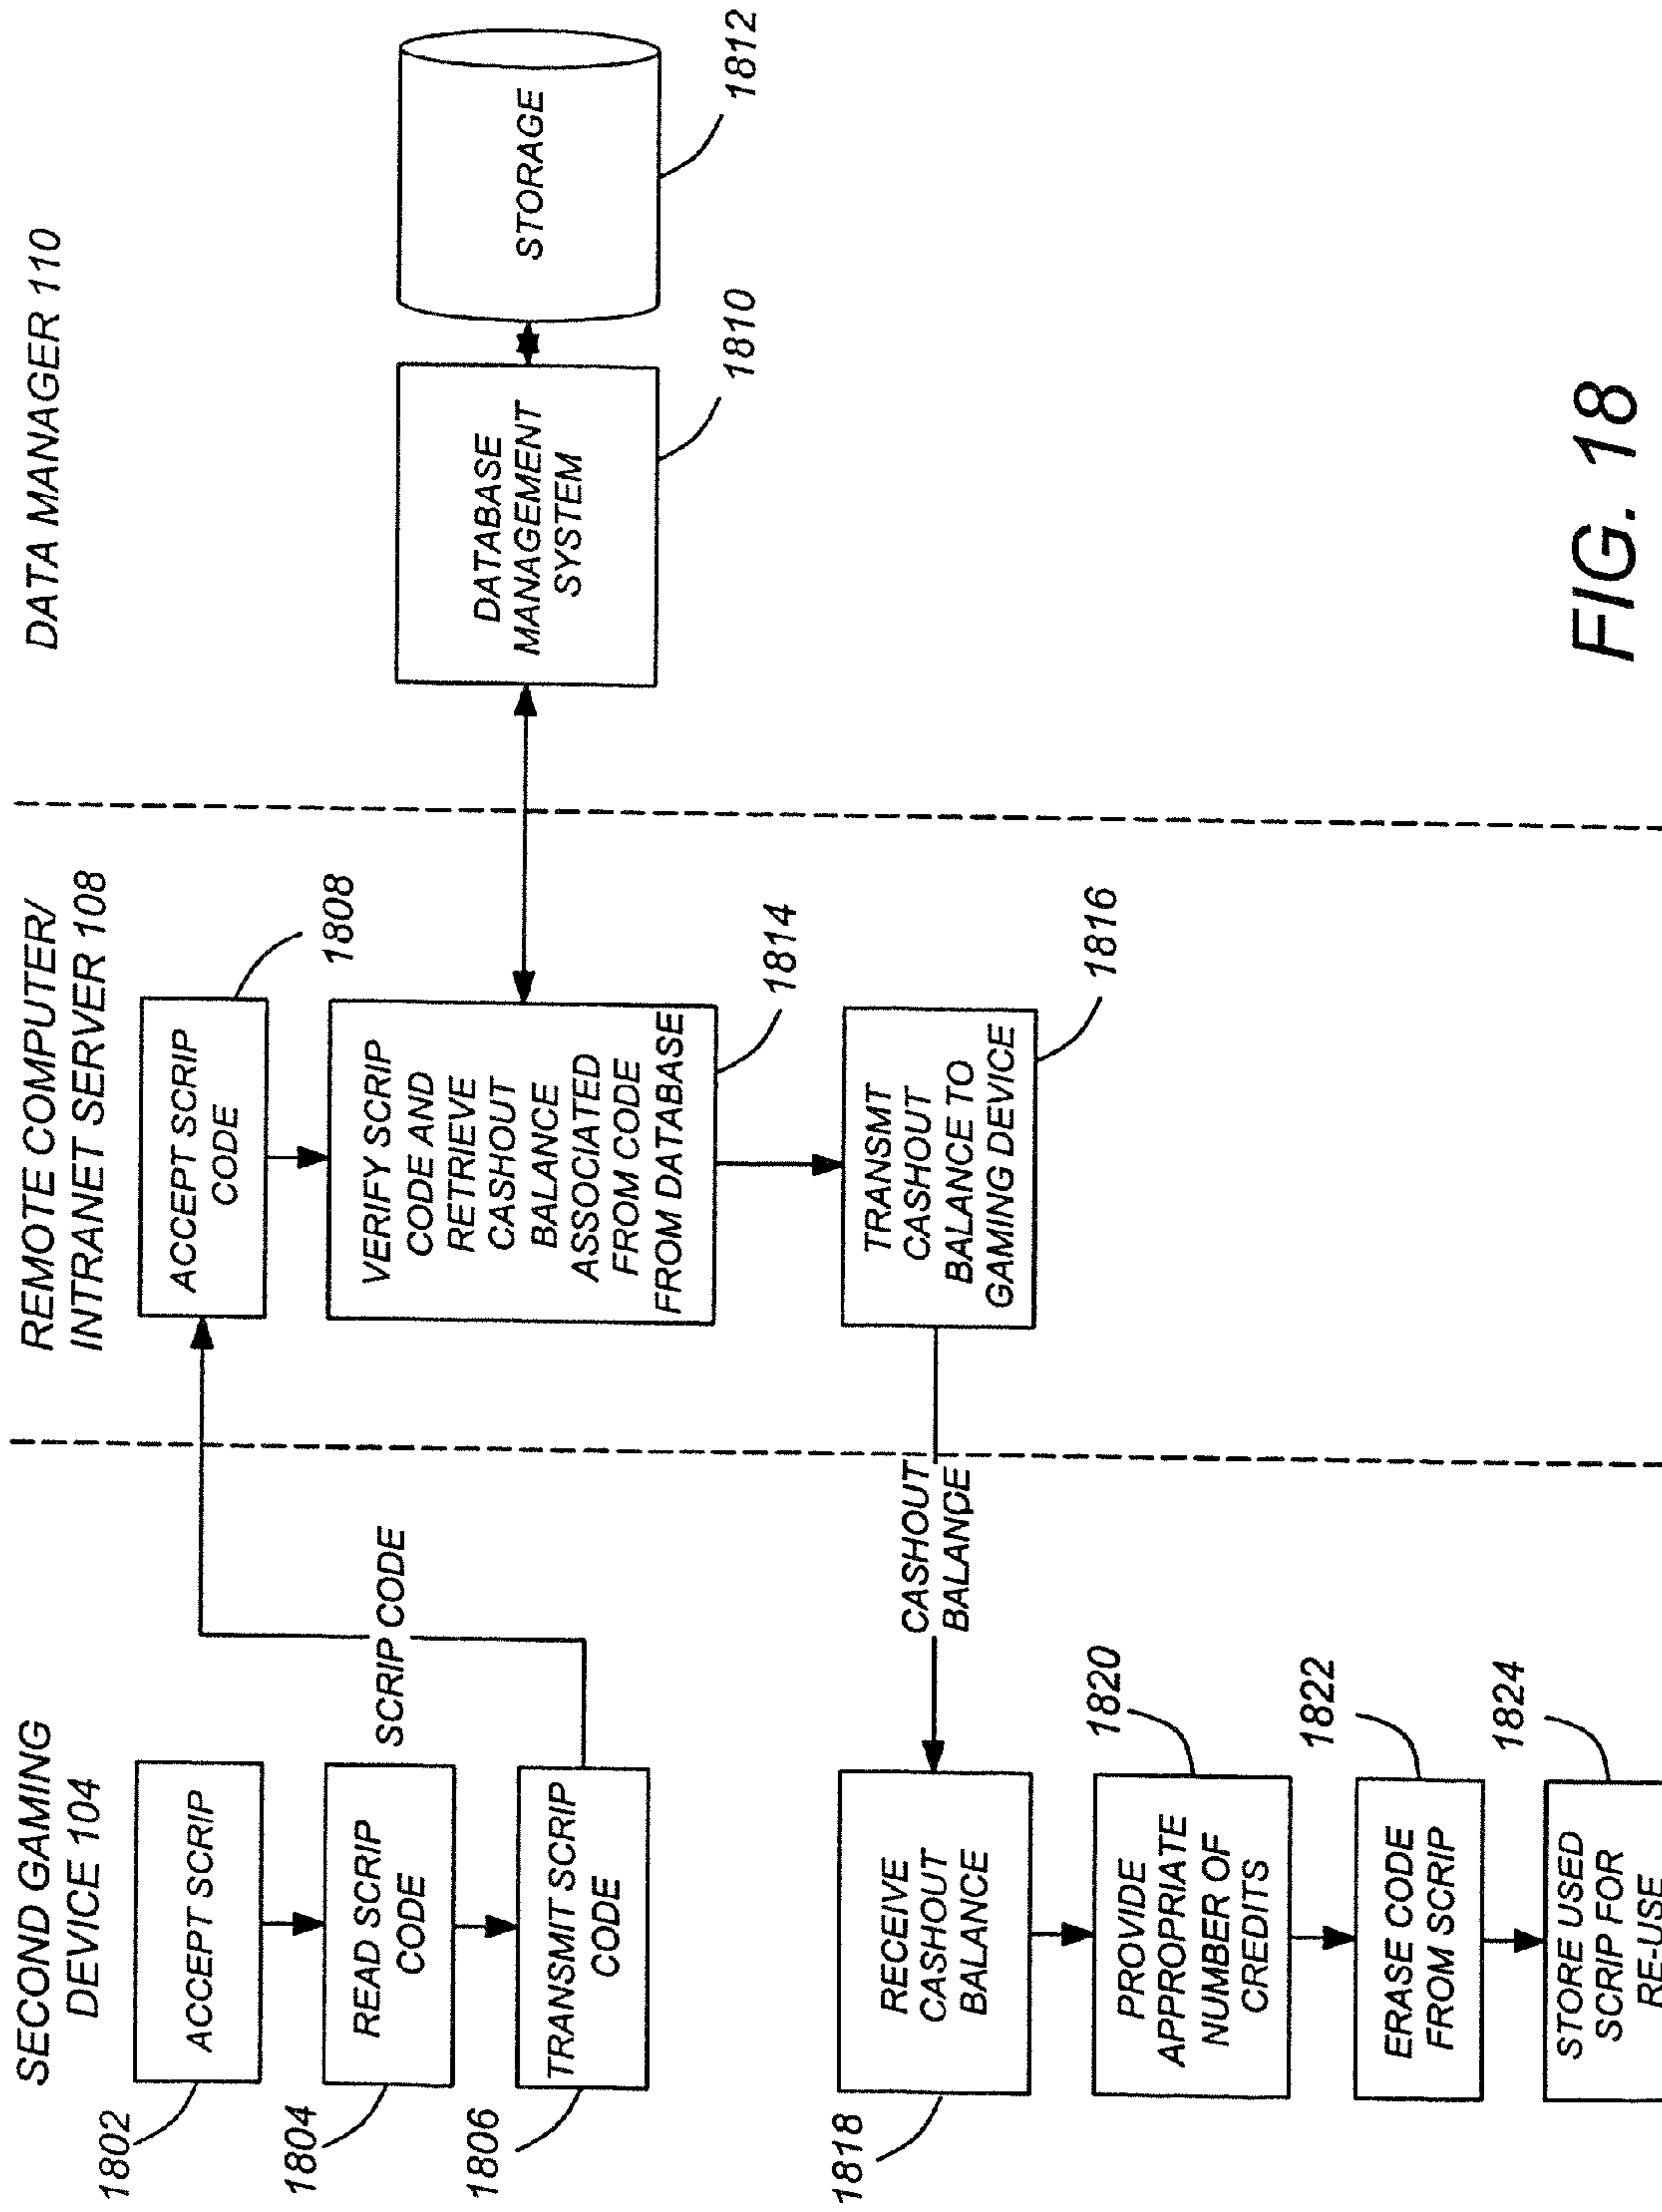 SECOND GAMING
DEVICE 104
REMOTE COMPUTER/
INTRANET SERVER 108
DATA MANAGER 110
1802
ACCEPT SCRIP
1804
READ SCRIP
CODE
1806
TRANSMIT SCRIP
CODE
SCRIP CODE
ACCEPT SCRIP
CODE
1808
VERIFY SCRIP
CODE AND
RETRIEVE
CASHOUT
BALANCE
ASSOCIATED
FROM CODE
FROM DATABASE
1814
DATABASE
MANAGEMENT
SYSTEM
1810
STORAGE
1812
TRANSMT
CASHOUT
BALANCE TO
GAMING DEVICE
1816
CASHOUT
BALANCE
1818
RECEIVE
CASHOUT
BALANCE
PROVIDE
APPROPRIATE
NUMBER OF
CREDITS
1820
ERASE CODE
FROM SCRIP
1822
STORE USED
SCRIP FOR
RE-USE
1824
FIG. 18